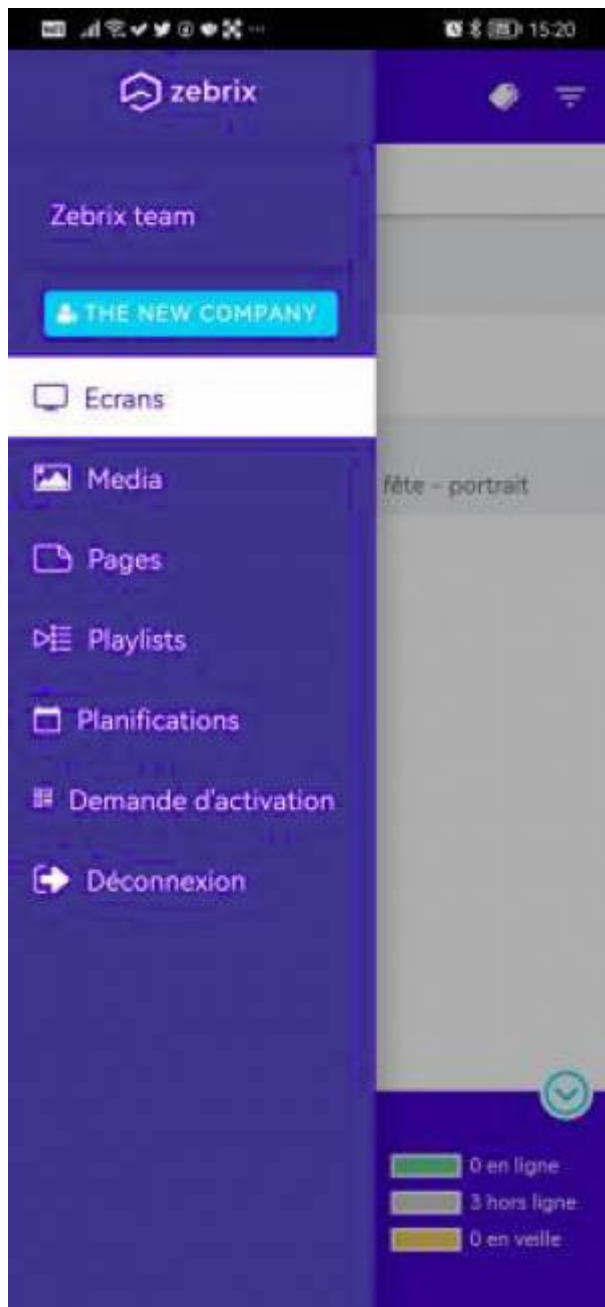 15:20
zebrix
Zebrix team
THE NEW COMPANY
Ecrans
Media
Pages
Playlists
Planifications
Demande d'activation
Déconnexion
fête - portrait
0 en ligne
3 hors ligne
0 en veille